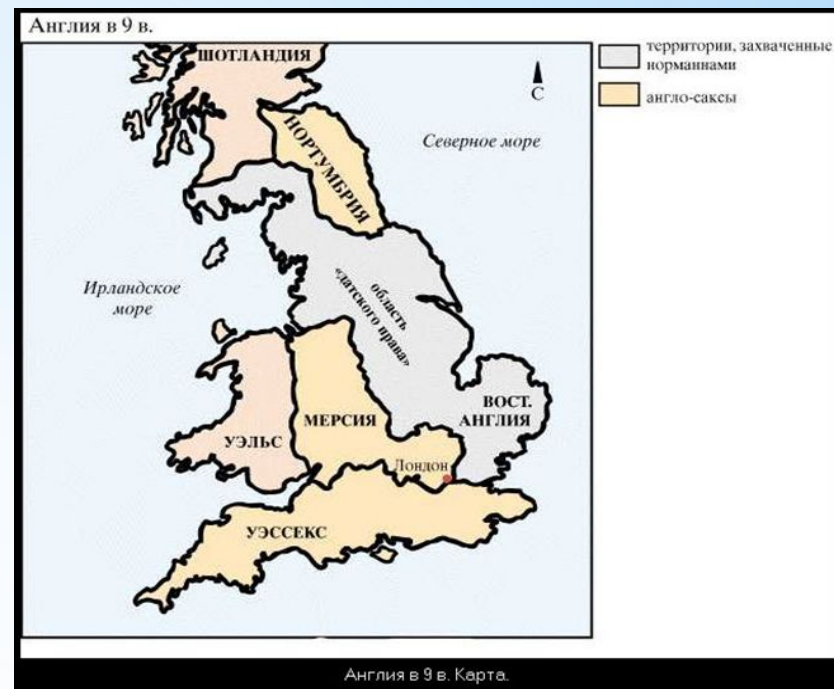 Англия в 9 в.
территории, захваченные
норманнами
англо-саксы
ШОТЛАНДИЯ
С
НОРТУМБРИЯ
Северное море
Ирландское
море
область
«датского права»
ВОСТ.
АНГЛИЯ
МЕРСИЯ
УЭЛЬС
Лондон
УЭССЕКС
Англия в 9 в. Карта.